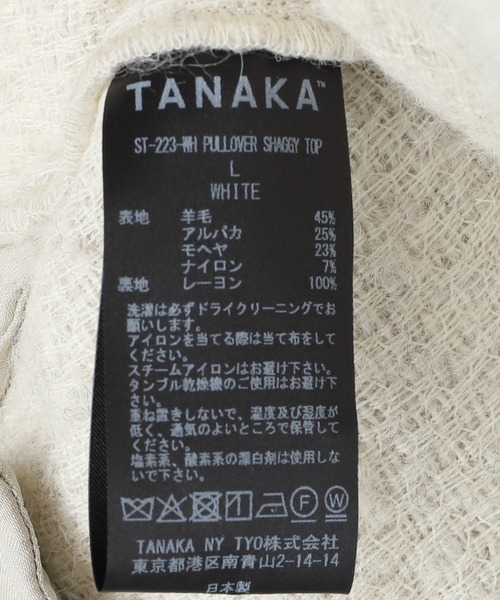 TANAKA™
ST-223-WH PULLOVER SHAGGY TOP
L
WHITE
表地 羊毛 45%
アルパカ 25%
モヘヤ 23%
ナイロン 7%
裏地 レーヨン 100%
洗濯は必ずドライクリーニングでお
願いします。
アイロンを当てる際は当て布をして
ください。
スチームアイロンはお避け下さい。
タンブル乾燥機のご使用はお避け下
さい。
重ね置きしないで、温度及び湿度が
低く、通気のよいところで保管して
ください。
塩素系、酸素系の漂白剤は使用しな
いで下さい。
F W
TANAKA NY TYO株式会社
東京都港区南青山2-14-14
日本製